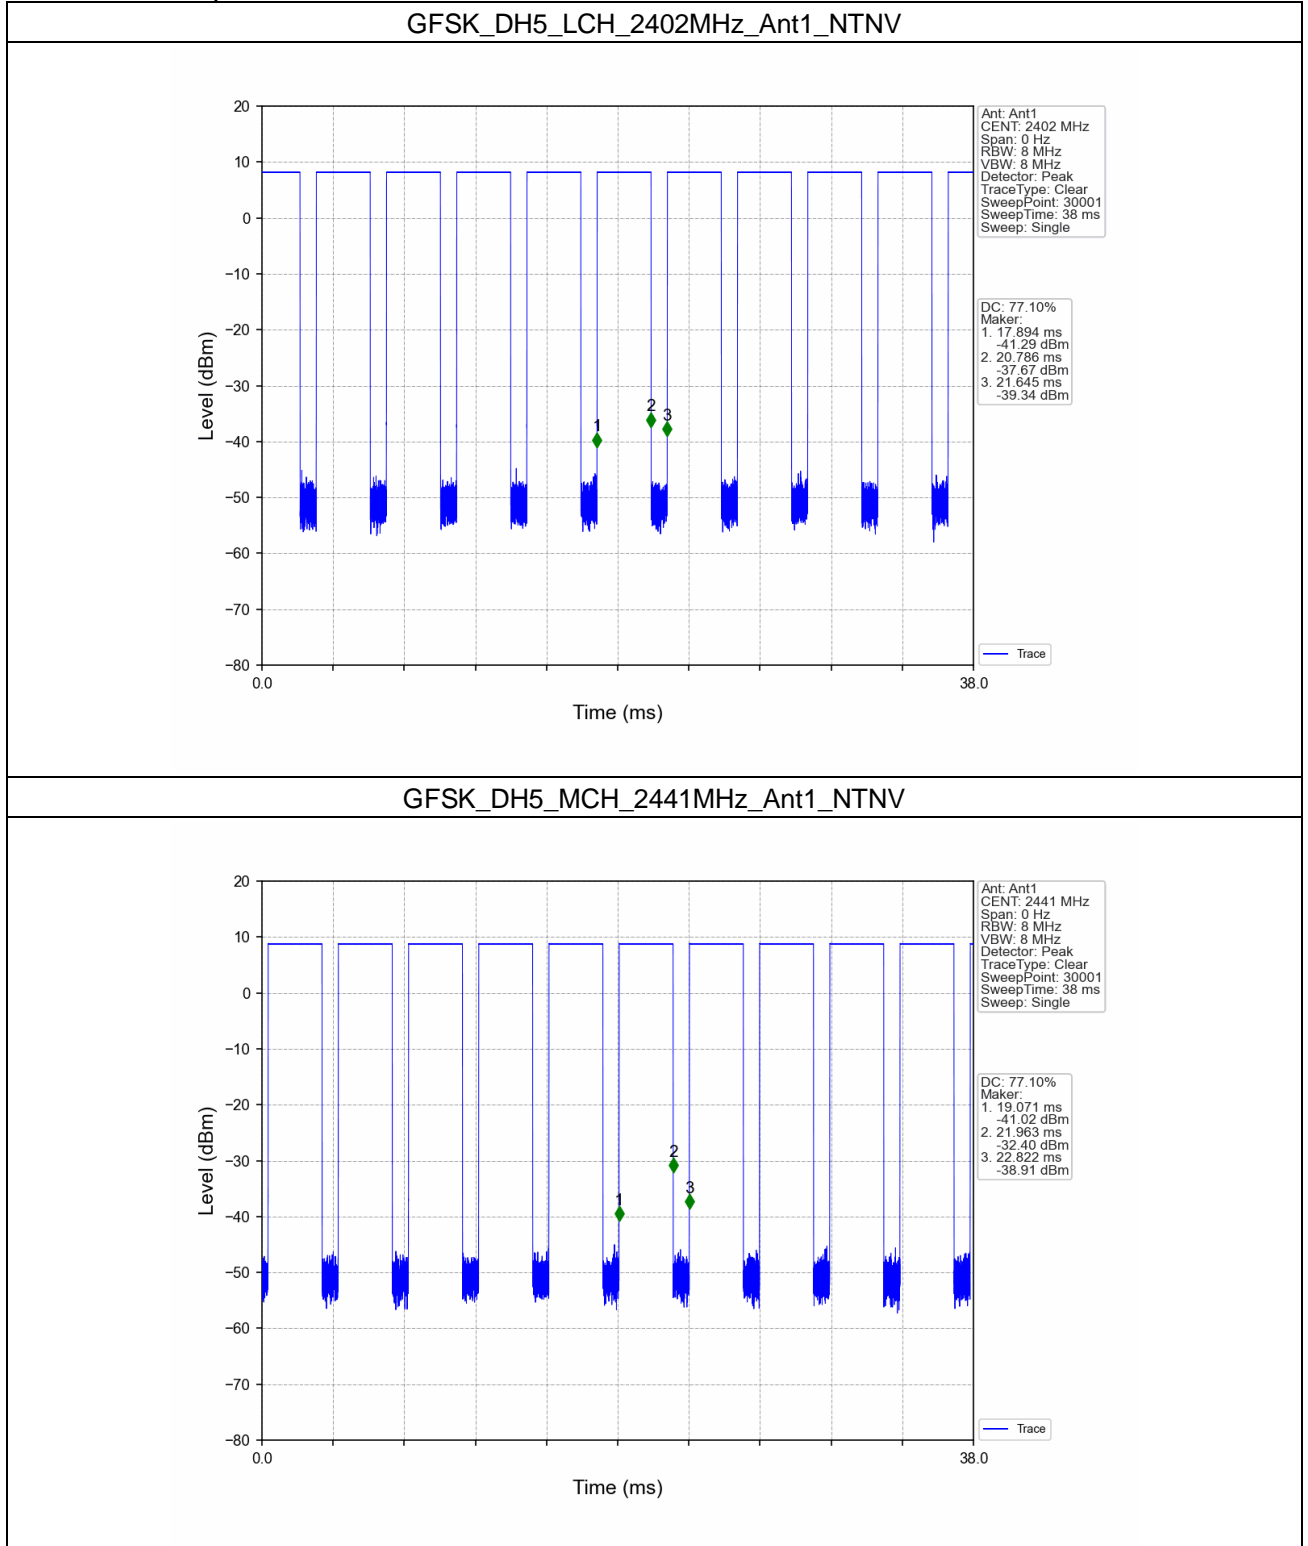 GFSK_DH5_LCH_2402MHz_Ant1_NTNV
20
10
0
−10
−20
−30
−40
−50
−60
−70
−80
Level (dBm)
0.0
38.0
Time (ms)
1
2
3
Ant: Ant1
CENT: 2402 MHz
Span: 0 Hz
RBW: 8 MHz
VBW: 8 MHz
Detector: Peak
TraceType: Clear
SweepPoint: 30001
SweepTime: 38 ms
Sweep: Single
DC: 77.10%
Maker:
1. 17.894 ms
-41.29 dBm
2. 20.786 ms
-37.67 dBm
3. 21.645 ms
-39.34 dBm
Trace
GFSK_DH5_MCH_2441MHz_Ant1_NTNV
20
10
0
−10
−20
−30
−40
−50
−60
−70
−80
Level (dBm)
0.0
38.0
Time (ms)
1
2
3
Ant: Ant1
CENT: 2441 MHz
Span: 0 Hz
RBW: 8 MHz
VBW: 8 MHz
Detector: Peak
TraceType: Clear
SweepPoint: 30001
SweepTime: 38 ms
Sweep: Single
DC: 77.10%
Maker:
1. 19.071 ms
-41.02 dBm
2. 21.963 ms
-32.40 dBm
3. 22.822 ms
-38.91 dBm
Trace